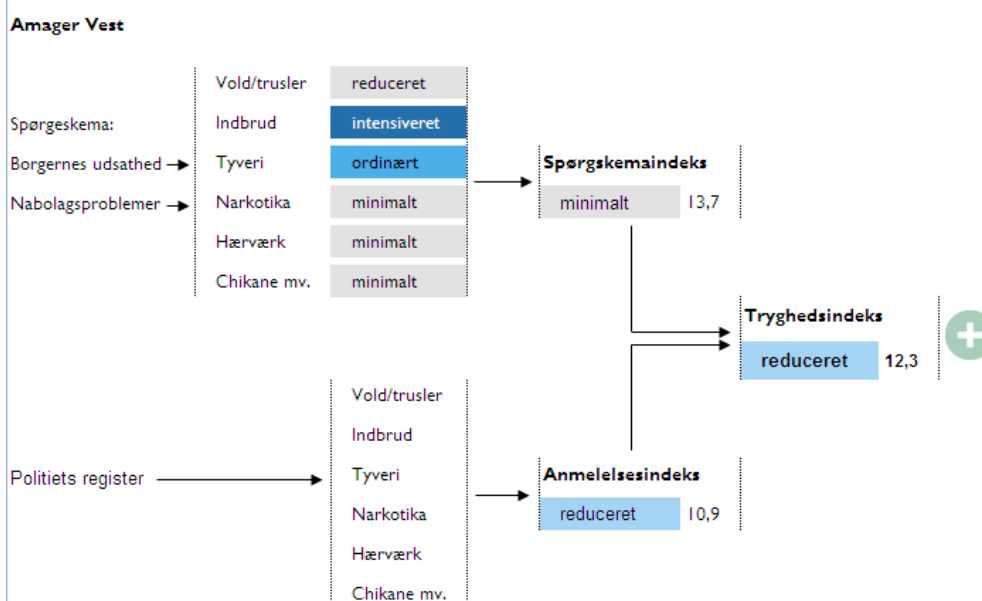 Amager Vest
Vold/trusler reduceret
Spørgeskema: Indbrud intensiveret
Borgernes udsathed Tyveri ordinært
Nabolagsproblemer Narkotika minimalt
Hærværk minimalt
Chikane mv. minimalt
Spørgskemaindeks
minimalt 13,7
Tryghedsindeks
reduceret 12,3
Politiets register
Vold/trusler
Indbrud
Tyveri
Narkotika
Hærværk
Chikane mv.
Anmelelsesindeks
reduceret 10,9